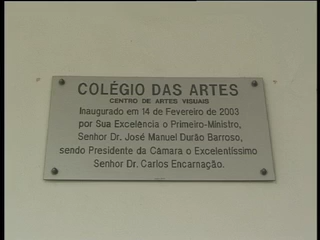 COLÉGIO DAS ARTES
CENTRO DE ARTES VISUAIS
Inaugurado em 14 de Fevereiro de 2003
por Sua Excelência o Primeiro-Ministro,
Senhor Dr. José Manuel Durão Barroso,
sendo Presidente da Câmara o Excelentíssimo
Senhor Dr. Carlos Encarnação.